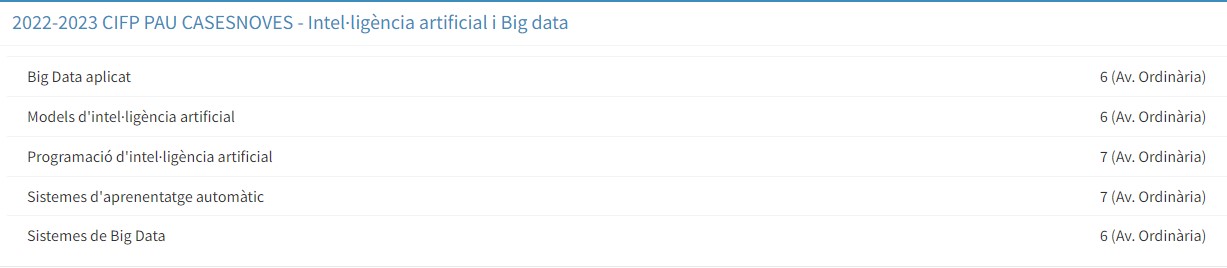 2022-2023 CIFP PAU CASESNOVES - Intel·ligència artificial i Big data
Big Data aplicat 6 (Av. Ordinària)
Models d'intel·ligència artificial 6 (Av. Ordinària)
Programació d'intel·ligència artificial 7 (Av. Ordinària)
Sistemes d'aprenentatge automàtic 7 (Av. Ordinària)
Sistemes de Big Data 6 (Av. Ordinària)